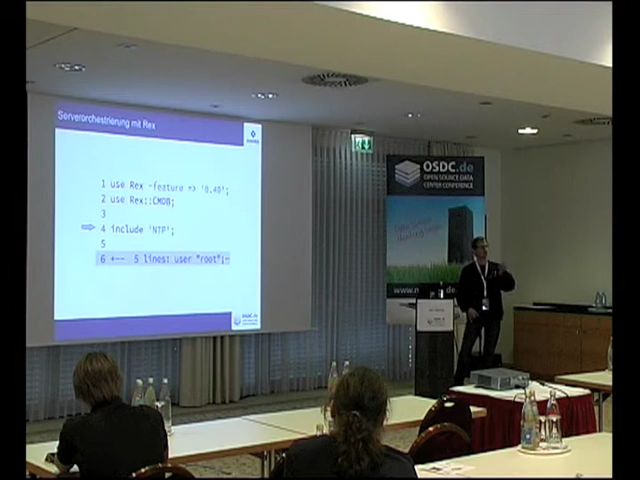 Serverorchestrierung mit Rex
1 use Rex -feature => '0.40';
2 use Rex::CMDB;
3
4 include 'NTP';
5
6 +-- 5 lines: user "root";-
OSDC.de
OPEN SOURCE DATA
CENTER CONFERENCE